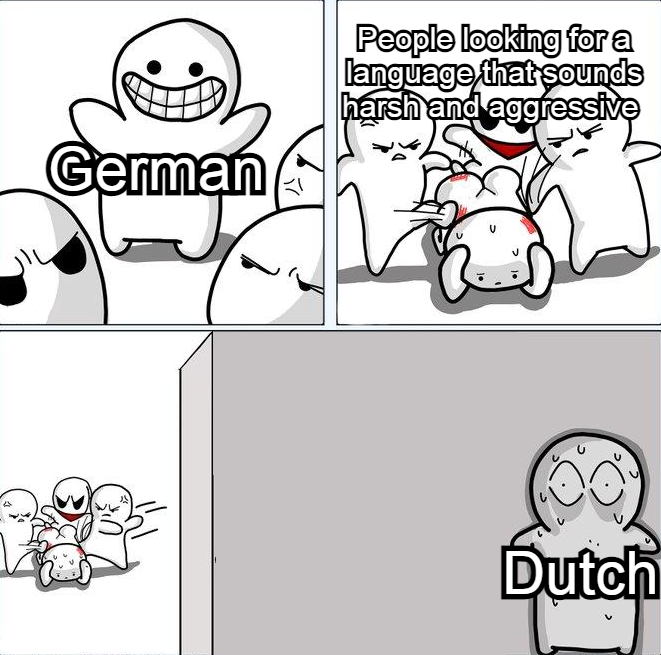 German
People looking for a
language that sounds
harsh and aggressive
Dutch